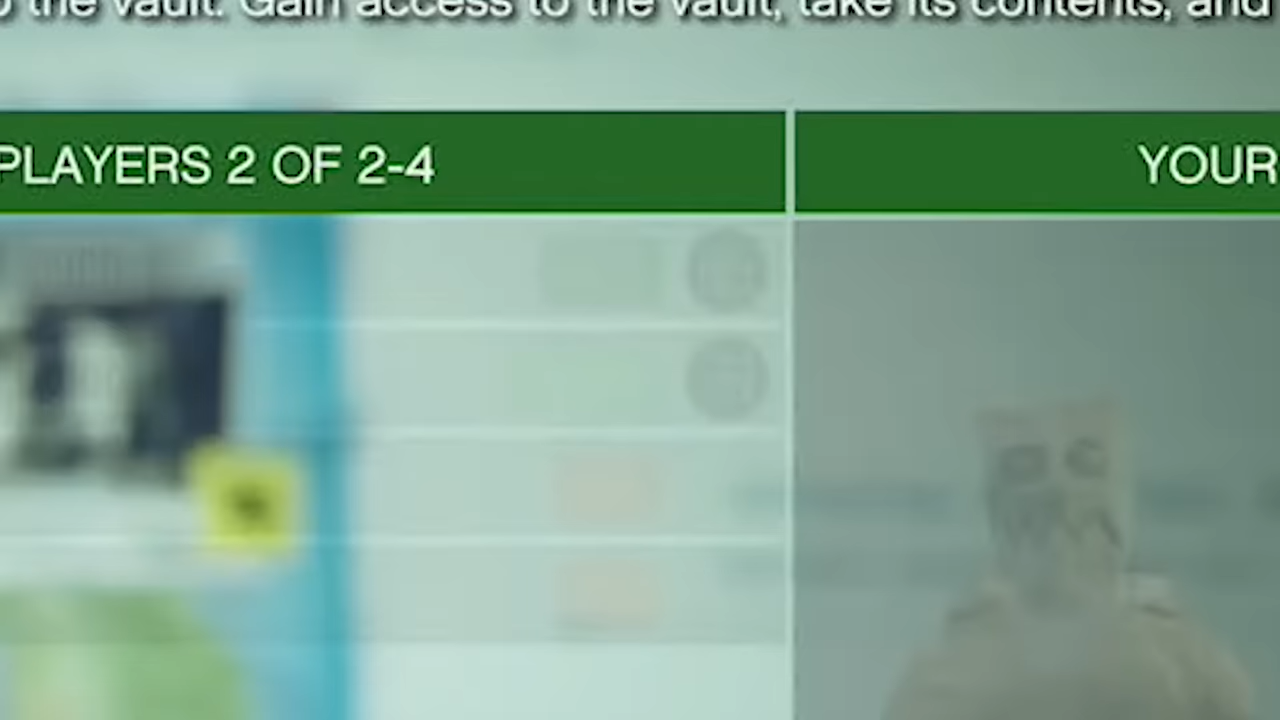 the vault. Gain access to the vault, take its contents, and
PLAYERS 2 OF 2-4
YOUR